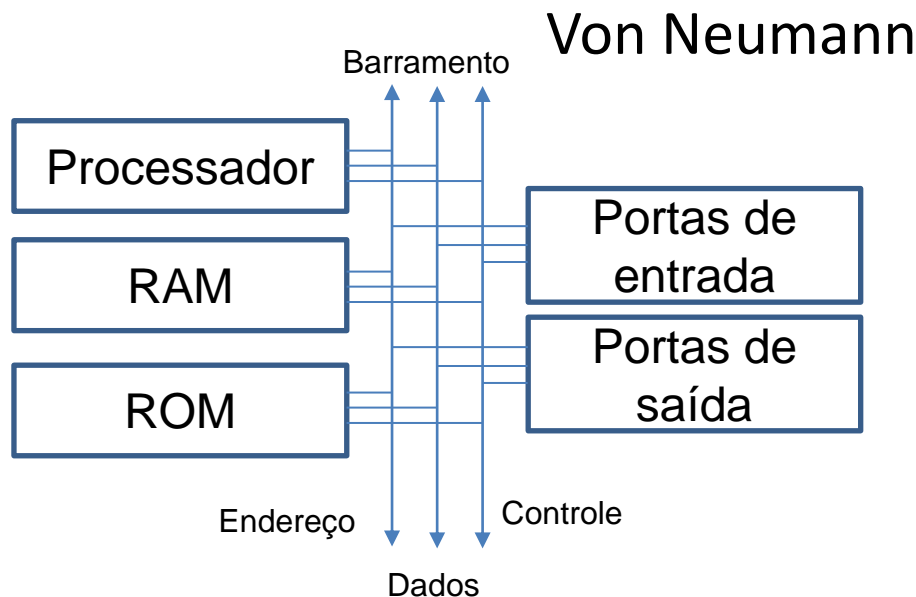 Von Neumann
Barramento
Processador
RAM
ROM
Portas de
entrada
Portas de
saída
Endereço
Controle
Dados